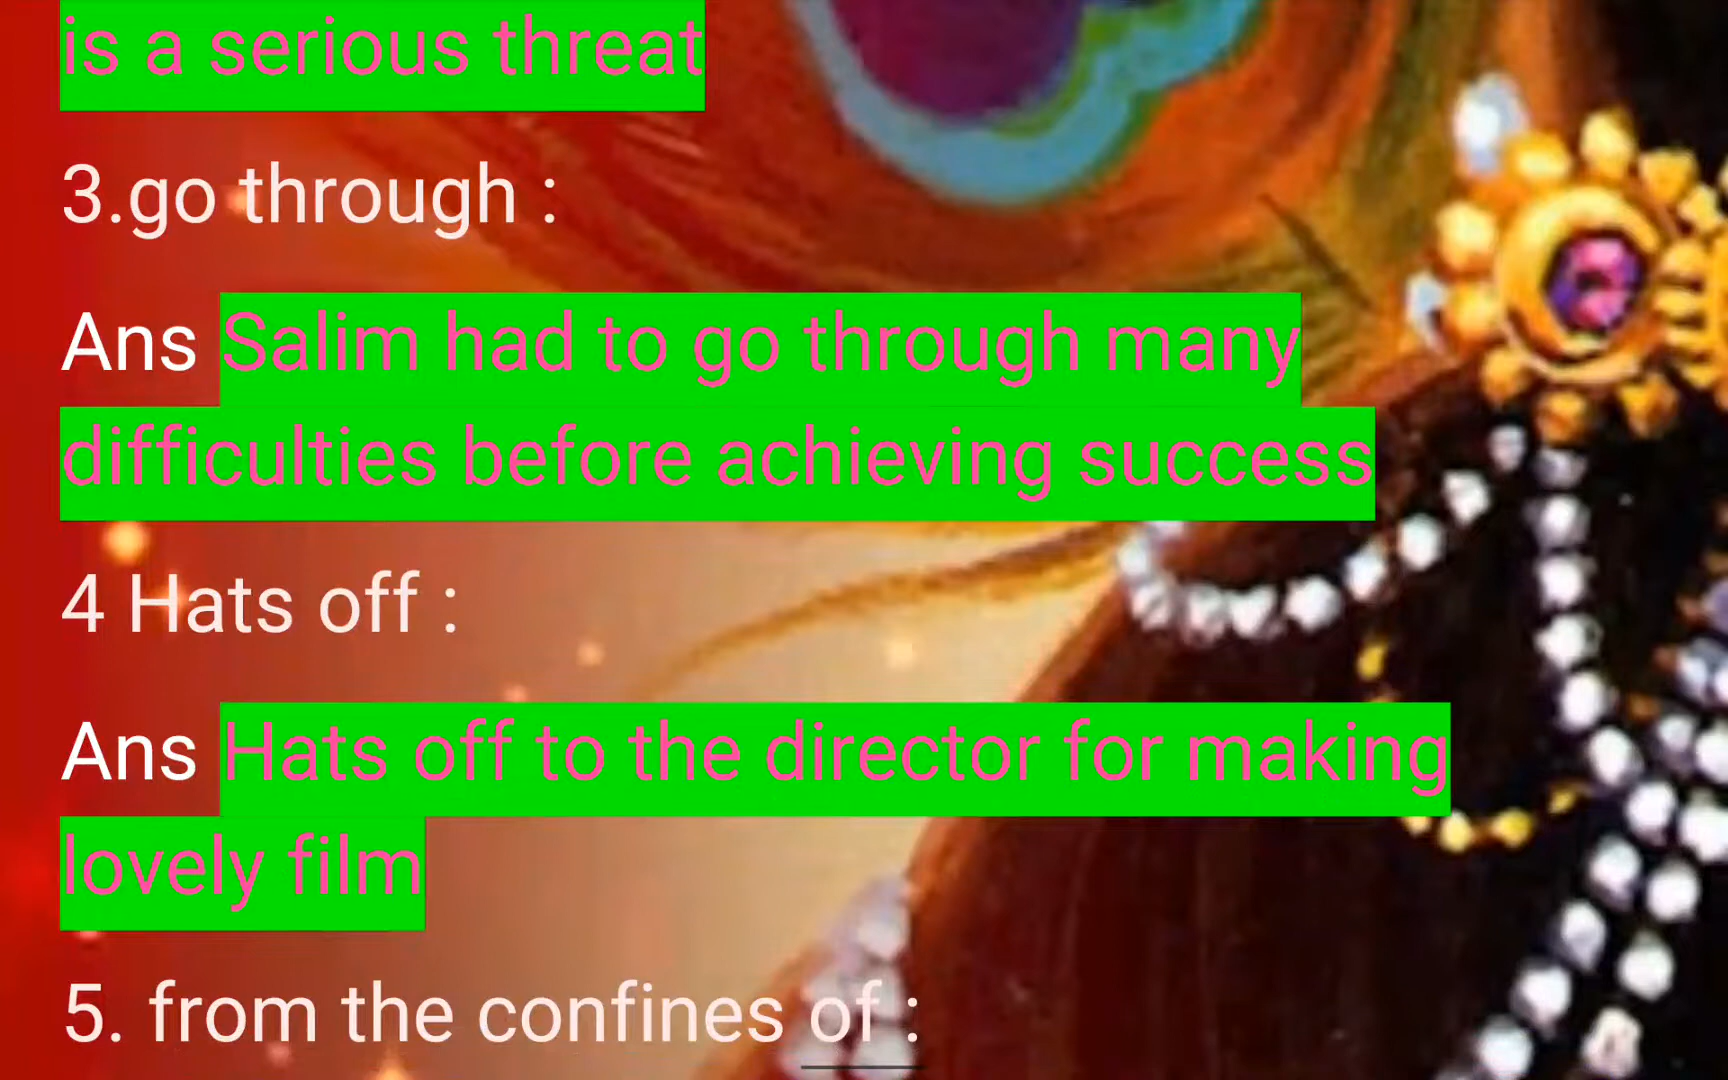 is a serious threat
3.go through :
Ans Salim had to go through many
difficulties before achieving success
4 Hats off :
Ans Hats off to the director for making
lovely film
5. from the confines of :